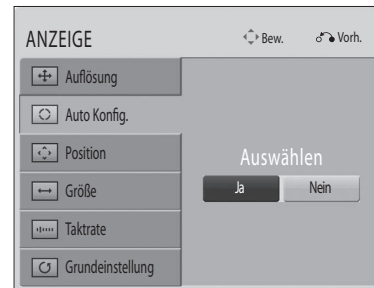 ANZEIGE Bew. Vorh.
Auflösung
Auto Konfig.
Position
Auswählen
Größe
Ja Nein
Taktrate
Grundeinstellung